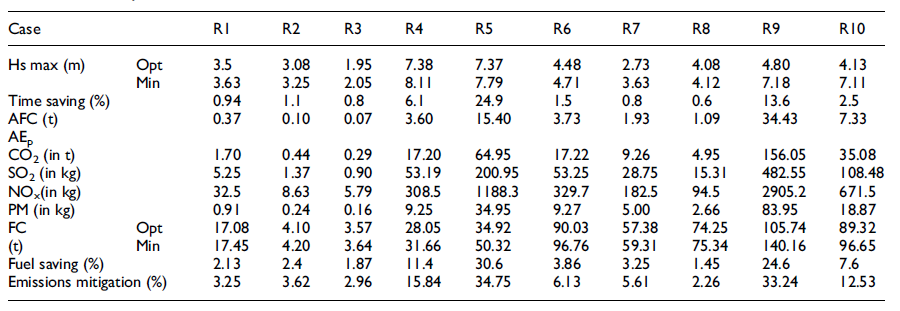 Case R1 R2 R3 R4 R5 R6 R7 R8 R9 R10
Hs max (m) Opt 3.5 3.08 1.95 7.38 7.37 4.48 2.73 4.08 4.80 4.13
Min 3.63 3.25 2.05 8.11 7.79 4.71 3.63 4.12 7.18 7.11
Time saving (%) 0.94 1.1 0.8 6.1 24.9 1.5 0.8 0.6 13.6 2.5
AFC (t) 0.37 0.10 0.07 3.60 15.40 3.73 1.93 1.09 34.43 7.33
AEp
CO2 (in t) 1.70 0.44 0.29 17.20 64.95 17.22 9.26 4.95 156.05 35.08
SO2 (in kg) 5.25 1.37 0.90 53.19 200.95 53.25 28.75 15.31 482.55 108.48
NOx(in kg) 32.5 8.63 5.79 308.5 1188.3 329.7 182.5 94.5 2905.2 671.5
PM (in kg) 0.91 0.24 0.16 9.25 34.95 9.27 5.00 2.66 83.95 18.87
FC Opt 17.08 4.10 3.57 28.05 34.92 90.03 57.38 74.25 105.74 89.32
(t) Min 17.45 4.20 3.64 31.66 50.32 96.76 59.31 75.34 140.16 96.65
Fuel saving (%) 2.13 2.4 1.87 11.4 30.6 3.86 3.25 1.45 24.6 7.6
Emissions mitigation (%) 3.25 3.62 2.96 15.84 34.75 6.13 5.61 2.26 33.24 12.53